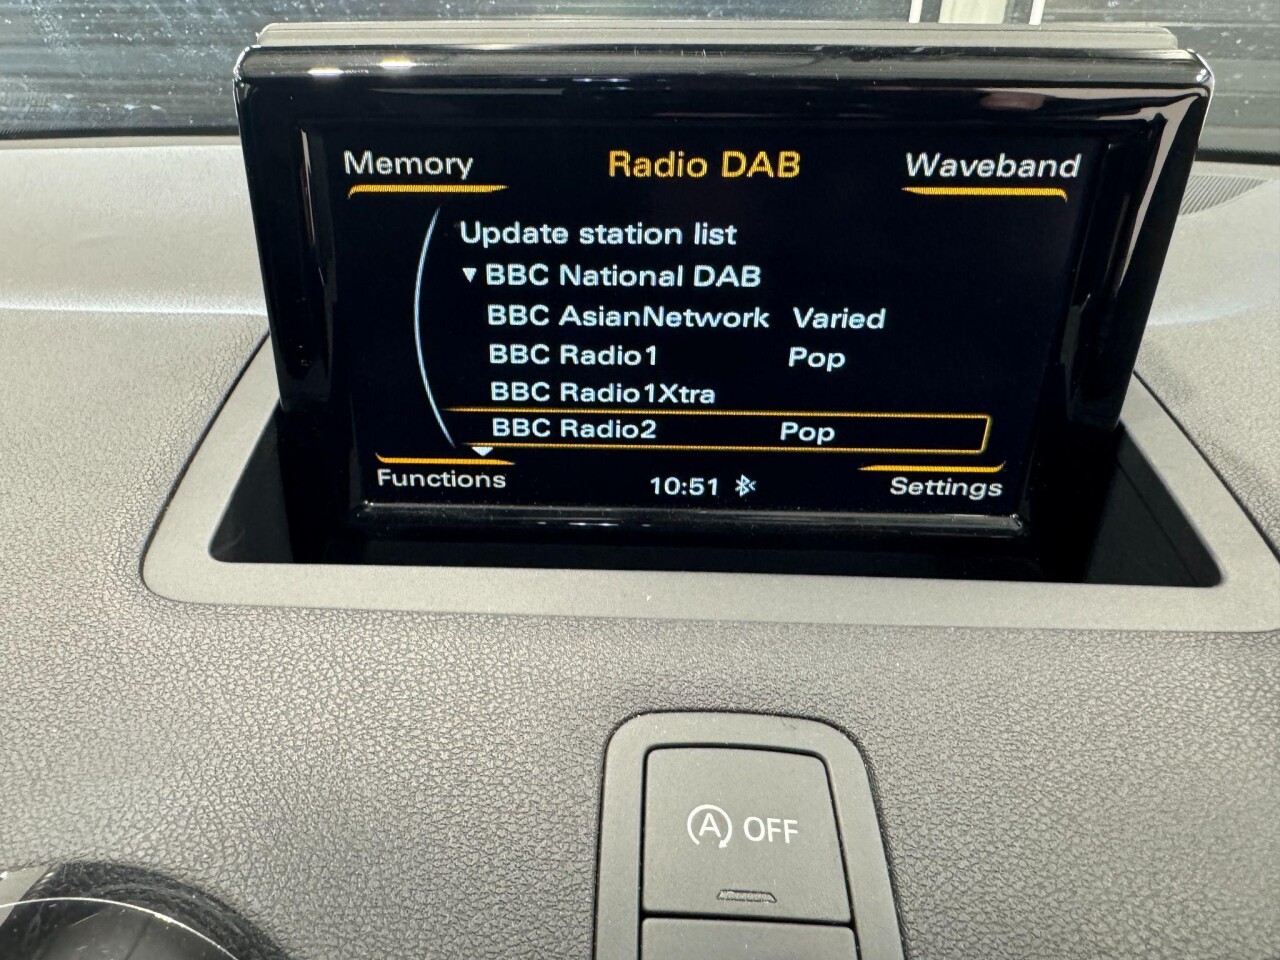 Memory Radio DAB Waveband
Update station list
▼ BBC National DAB
BBC AsianNetwork Varied
BBC Radio1 Pop
BBC Radio1Xtra
BBC Radio2 Pop
Functions 10:51 Settings
A OFF